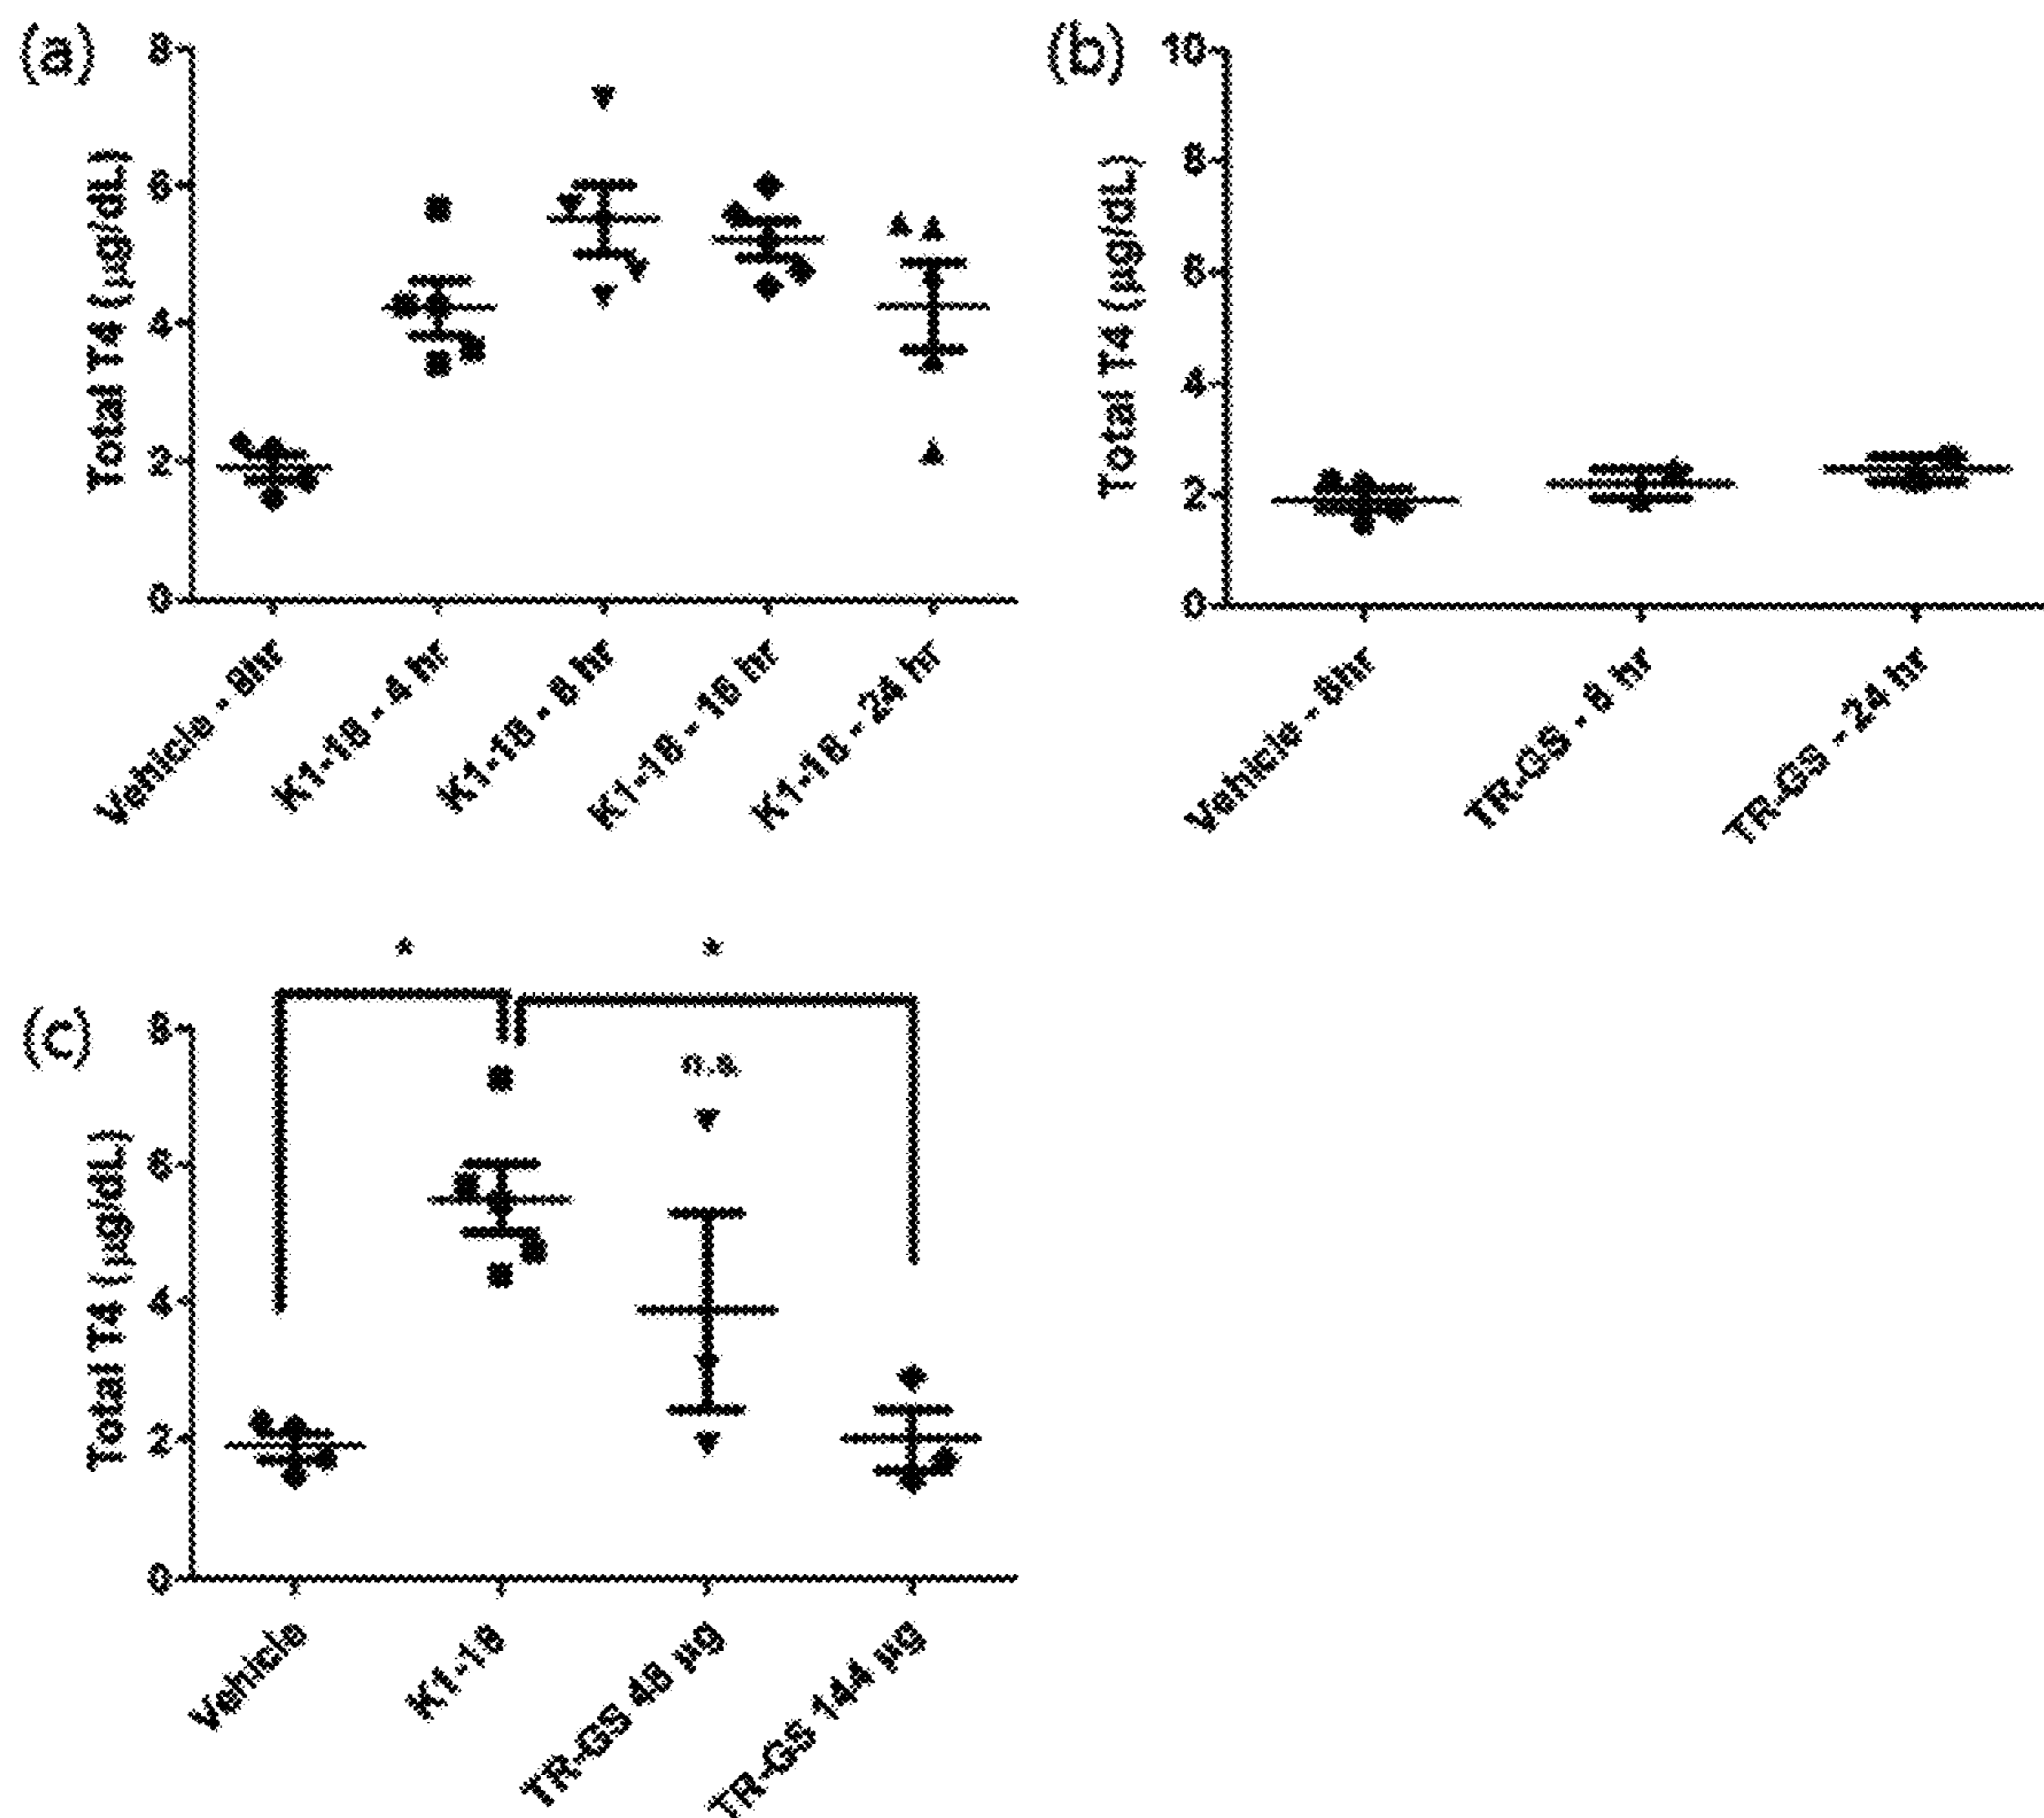 (a)
8
6
4
2
0
Total T4 (µg/dL)
Vehicle - 8hr
K1-18 - 4 hr
K1-18 - 8 hr
K1-18 - 16 hr
K1-18 - 24 hr
(b)
10
8
6
4
2
0
Total T4 (µg/dL)
Vehicle - 8hr
TR-GS - 8 hr
TR-GS - 24 hr
(c)
* *
n.s.
8
6
4
2
0
Total T4 (µg/dL)
Vehicle
K1-18
TR-GS 48 µg
TR-GS 144 µg